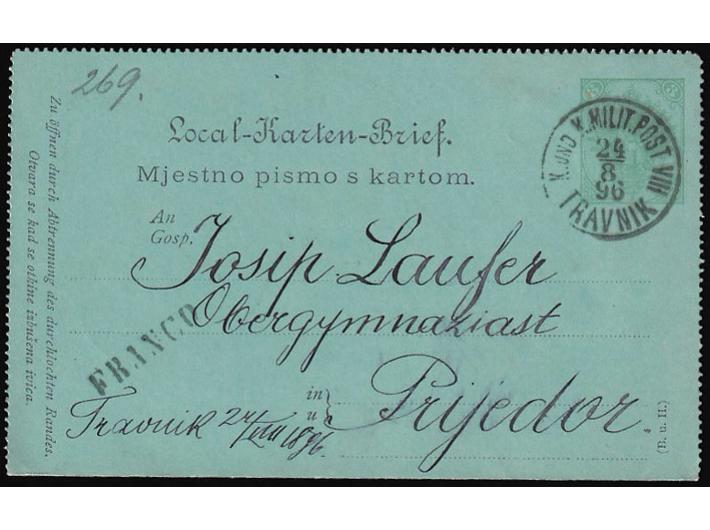 269.
Local-Karten-Brief.
Mjestno pismo s kartom.
K. UND K. MILIT. POST VIII
24
8
96
TRAVNIK
An
Gosp.
Josip Laufer
Obergymnaziast
FRANCO
in
u
Prijedor.
Travnik 24/VIII 1896.
(B. u. H.)
Zu öffnen durch Abtrennung des durchlochten Randes.
Otvara se kad se otkine izbušena ivica.